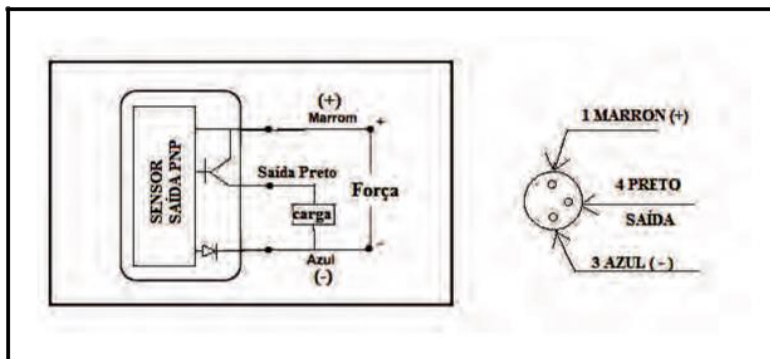 SENSOR
SAÍDA PNP
(+)
Marrom
+
Saída Preto
Força
carga
-
Azul
(-)
1 MARRON (+)
4 PRETO
SAÍDA
3 AZUL ( - )